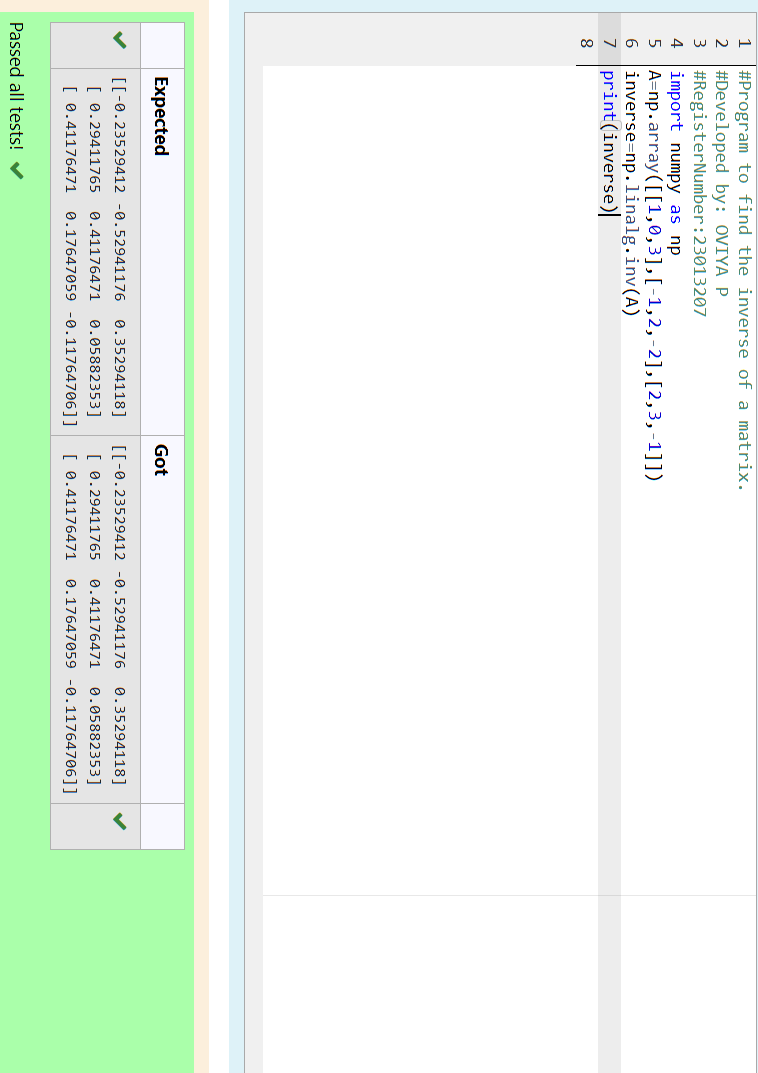 1 #Program to find the inverse of a matrix.
2 #Developed by: OVIYA P
3 #RegisterNumber:23013207
4 import numpy as np
5 A=np.array([[1,0,3],[-1,2,-2],[2,3,-1]])
6 inverse=np.linalg.inv(A)
7 print(inverse)
8
Expected Got
[[-0.23529412 -0.52941176  0.35294118] [[-0.23529412 -0.52941176  0.35294118]
[ 0.29411765  0.41176471  0.05882353] [ 0.29411765  0.41176471  0.05882353]
[ 0.41176471  0.17647059 -0.11764706]] [ 0.41176471  0.17647059 -0.11764706]]
Passed all tests!